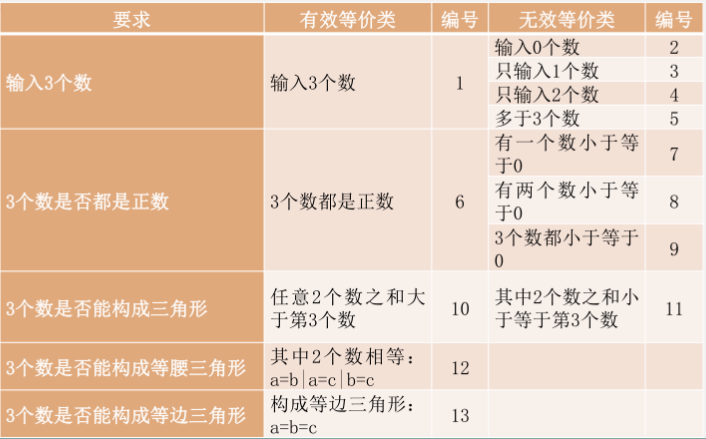 要求 有效等价类 编号 无效等价类 编号
输入3个数 输入3个数 1
输入0个数 2
只输入1个数 3
只输入2个数 4
多于3个数 5
3个数是否都是正数 3个数都是正数 6
有一个数小于等
于0 7
有两个数小于等
于0 8
3个数都小于等于
0 9
3个数是否能构成三角形
任意2个数之和大
于第3个数 10
其中2个数之和小
于等于第3个数 11
3个数是否能构成等腰三角形
其中2个数相等：
a=b|a=c|b=c 12
3个数是否能构成等边三角形
构成等边三角形：
a=b=c 13